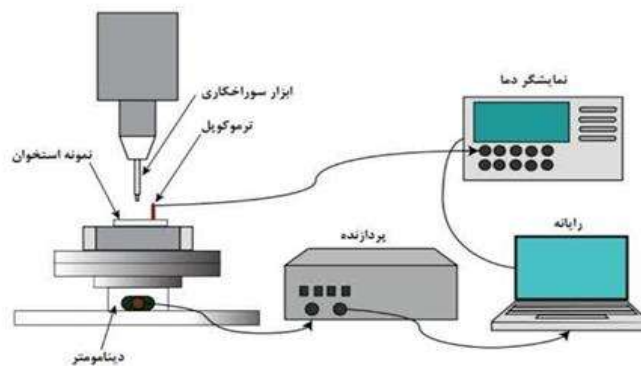 نمایشگر دما
ابزار سوراخکاری
ترموکوپل
نمونه استخوان
پردازنده
رایانه
دینامومتر